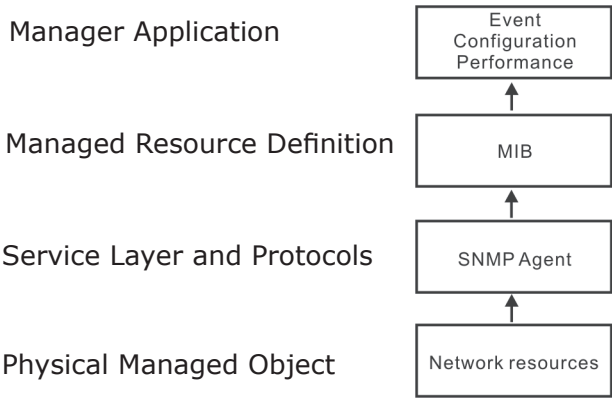 Manager Application
Event
Configuration
Performance
Managed Resource Definition
MIB
Service Layer and Protocols
SNMP Agent
Physical Managed Object
Network resources